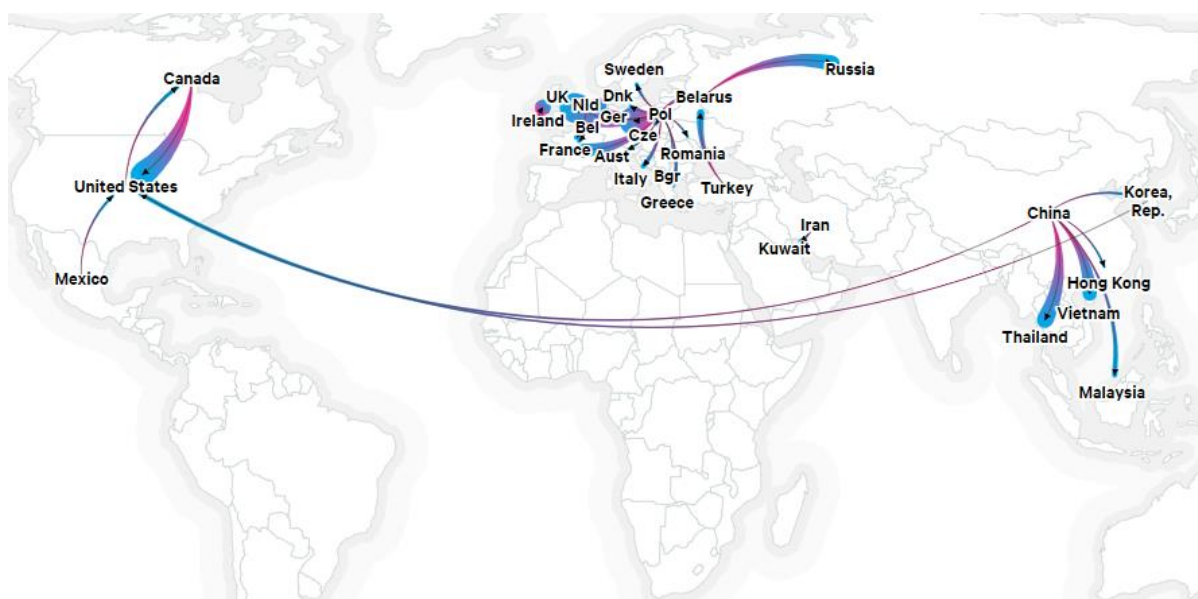 Canada
United States
Mexico
Sweden
UK
Nld
Dnk
Ireland
Bel
Ger
Pol
Belarus
Russia
France
Cze
Aust
Romania
Italy
Bgr
Greece
Turkey
Iran
Kuwait
China
Korea,
Rep.
Hong Kong
Vietnam
Thailand
Malaysia